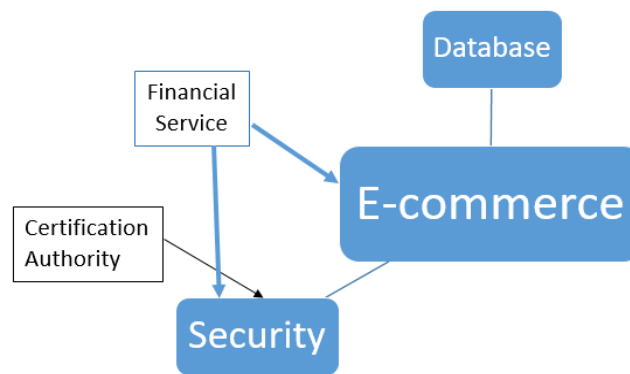 Database
Financial
Service
E-commerce
Certification
Authority
Security